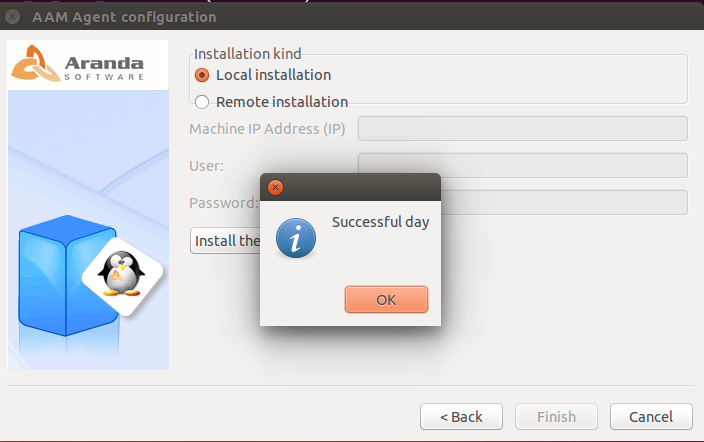 AAM Agent configuration
Aranda
SOFTWARE
Installation kind
Local installation
Remote installation
Machine IP Address (IP)
User:
Password:
Install the
Successful day
i
OK
< Back
Finish
Cancel